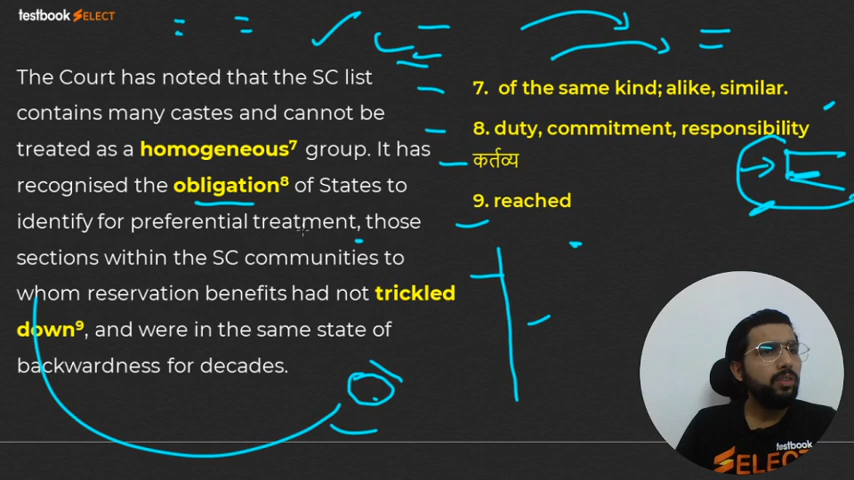 testbook SELECT
The Court has noted that the SC list
contains many castes and cannot be
treated as a homogeneous⁷ group. It has
recognised the obligation⁸ of States to
identify for preferential treatment, those
sections within the SC communities to
whom reservation benefits had not trickled
down⁹, and were in the same state of
backwardness for decades.
7. of the same kind; alike, similar.
8. duty, commitment, responsibility
कर्तव्य
9. reached
testbook
SELEC